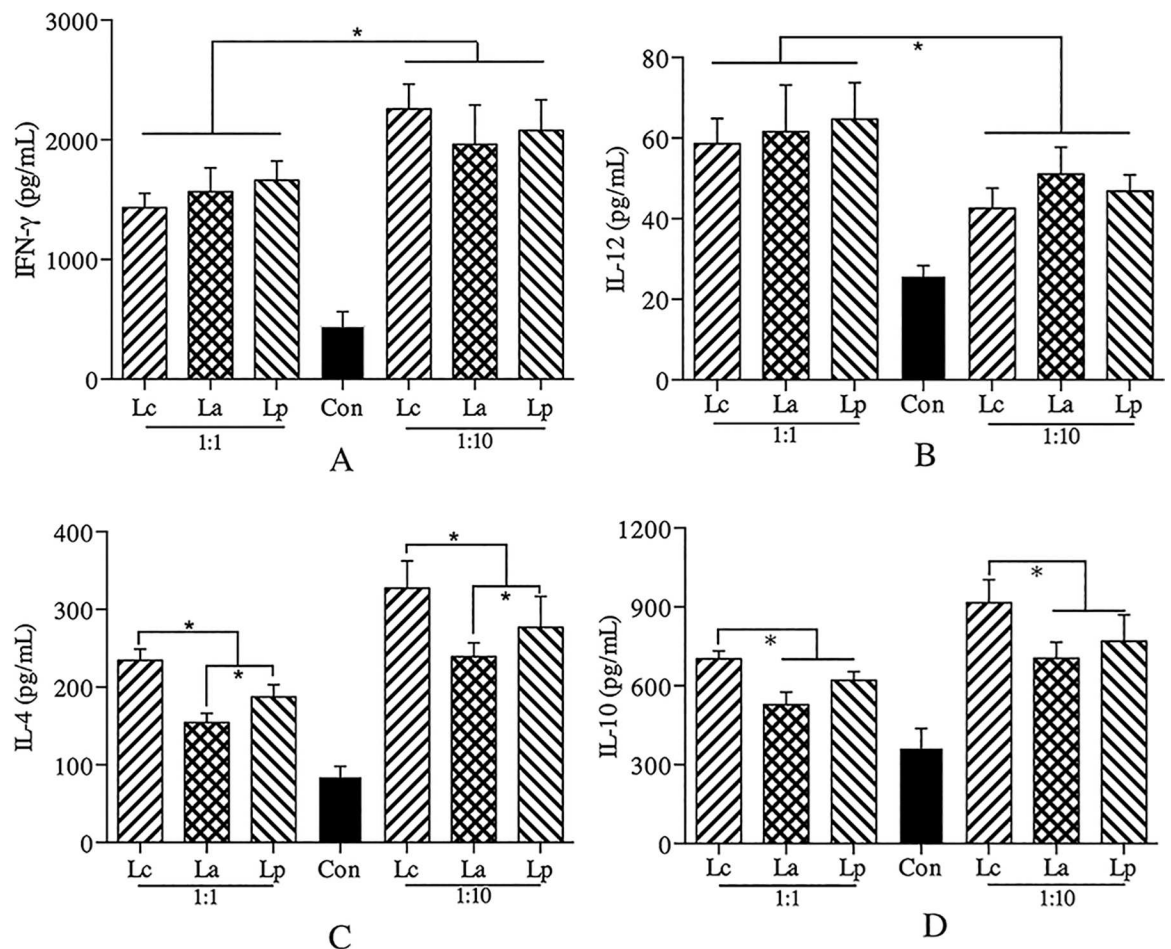 3000
2000
1000
0
IFN-γ (pg/mL)
*
Lc La Lp Con Lc La Lp
1:1 1:10
A
80
60
40
20
0
IL-12 (pg/mL)
*
Lc La Lp Con Lc La Lp
1:1 1:10
B
400
300
200
100
0
IL-4 (pg/mL)
*
*
*
*
Lc La Lp Con Lc La Lp
1:1 1:10
C
1200
900
600
300
0
IL-10 (pg/mL)
*
*
Lc La Lp Con Lc La Lp
1:1 1:10
D